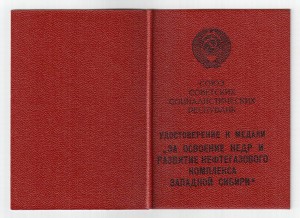 СОЮЗ
СОВЕТСКИХ
СОЦИАЛИСТИЧЕСКИХ
РЕСПУБЛИК
УДОСТОВЕРЕНИЕ К МЕДАЛИ
„ЗА ОСВОЕНИЕ НЕДР И
РАЗВИТИЕ НЕФТЕГАЗОВОГО
КОМПЛЕКСА
ЗАПАДНОЙ СИБИРИ“